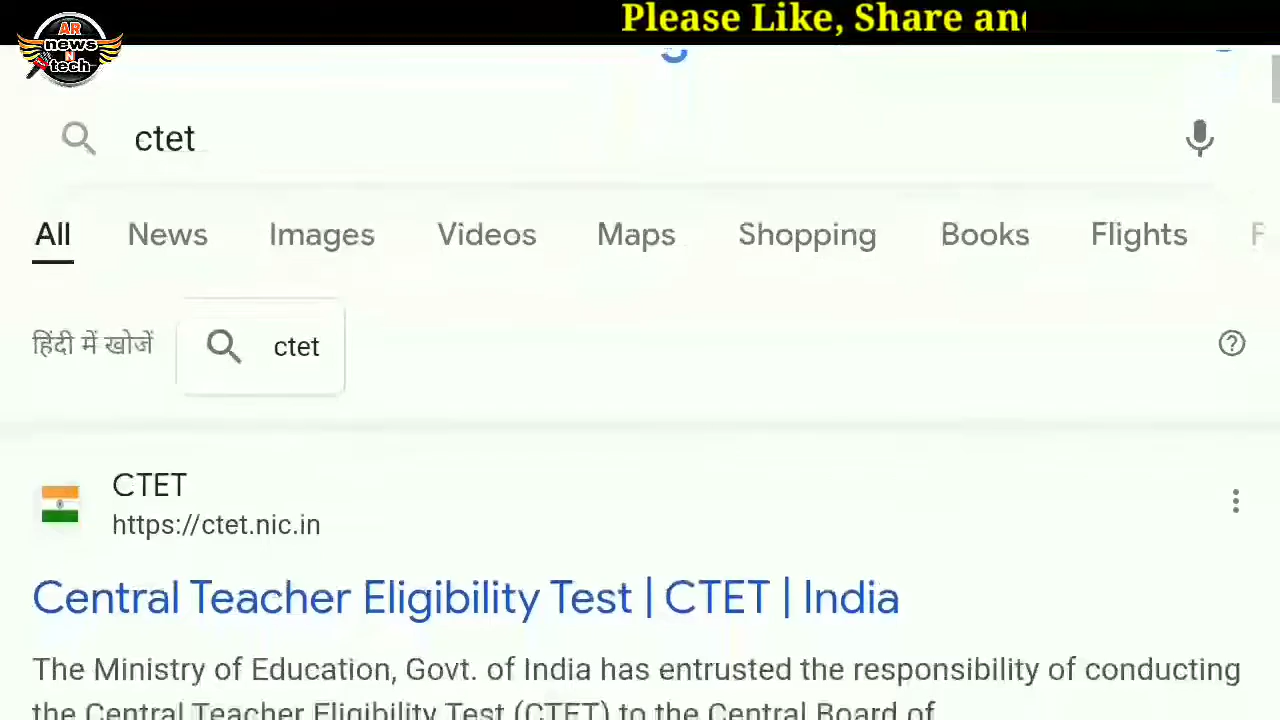 Please Like, Share and
AR
news
N
tech
ctet
All News Images Videos Maps Shopping Books Flights F
हिंदी में खोजें ctet
CTET
https://ctet.nic.in
Central Teacher Eligibility Test | CTET | India
The Ministry of Education, Govt. of India has entrusted the responsibility of conducting
the Central Teacher Eligibility Test (CTET) to the Central Board of